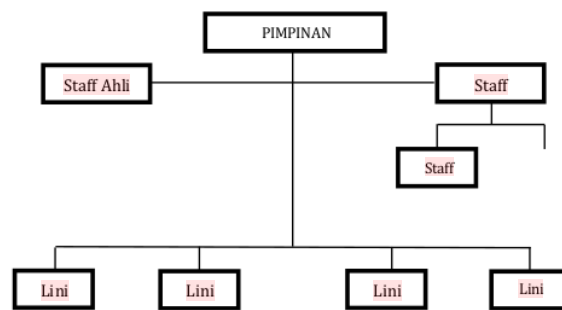 PIMPINAN
Staff Ahli
Staff
Staff
Lini
Lini
Lini
Lini